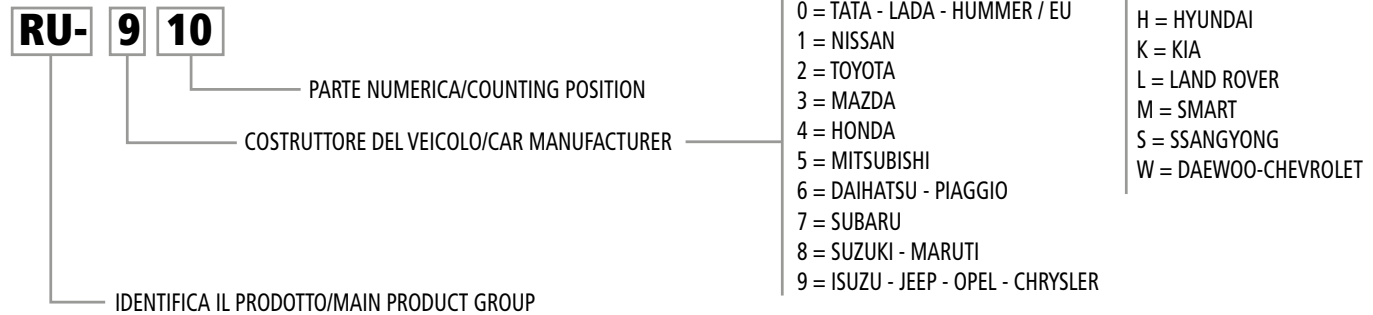 RU- 9 10
PARTE NUMERICA/COUNTING POSITION
COSTRUTTORE DEL VEICOLO/CAR MANUFACTURER
IDENTIFICA IL PRODOTTO/MAIN PRODUCT GROUP
0 = TATA - LADA - HUMMER / EU
1 = NISSAN
2 = TOYOTA
3 = MAZDA
4 = HONDA
5 = MITSUBISHI
6 = DAIHATSU - PIAGGIO
7 = SUBARU
8 = SUZUKI - MARUTI
9 = ISUZU - JEEP - OPEL - CHRYSLER
H = HYUNDAI
K = KIA
L = LAND ROVER
M = SMART
S = SSANGYONG
W = DAEWOO-CHEVROLET